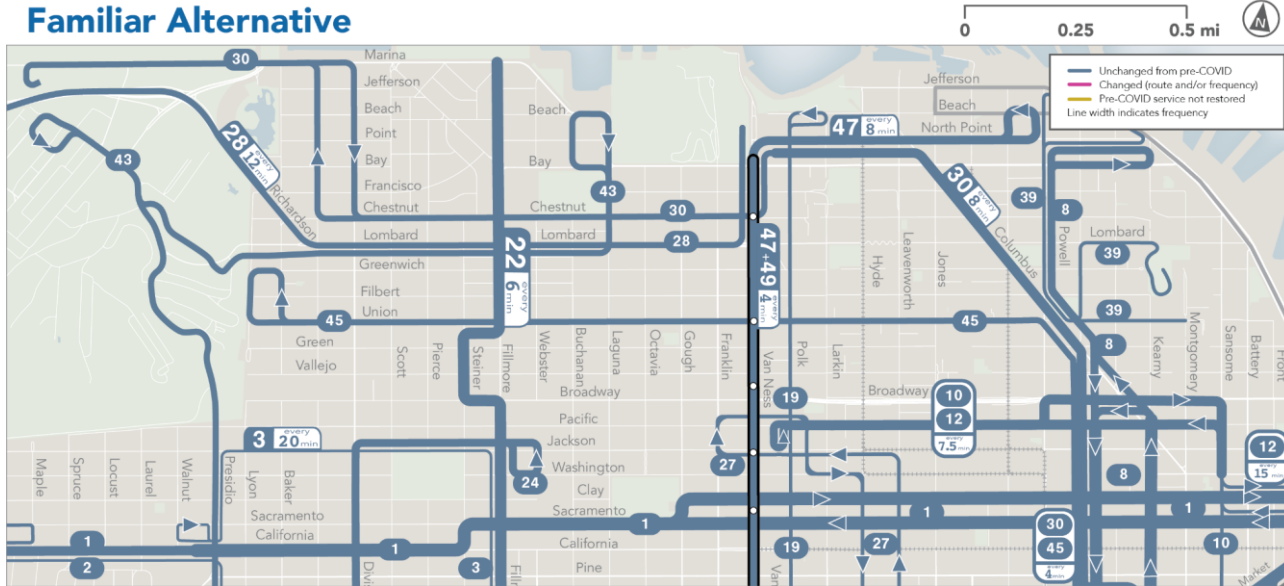 Familiar Alternative
0 0.25 0.5 mi
N
Unchanged from pre-COVID
Changed (route and/or frequency)
Pre-COVID service not restored
Line width indicates frequency
30
Marina
Jefferson
Beach
Point
Bay
Francisco
Chestnut
Lombard
Greenwich
Filbert
Union
Green
Vallejo
43
28 every 12 min
Richardson
Beach
Bay
43
Chestnut
30
Lombard
28
22 every 6 min
45
47 every 8 min
North Point
Jefferson
Beach
30 every 8 min
Columbus
39
8
Powell
Lombard
39
39
8
47+49 every 4 min
45
Hyde
Leavenworth
Jones
Scott
Pierce
Steiner
Fillmore
Webster
Buchanan
Laguna
Octavia
Gough
Franklin
Van Ness
Polk
Larkin
Kearny
Montgomery
Sansome
Battery
Front
Broadway
Pacific
Jackson
Washington
Clay
Sacramento
California
Pine
19
Broadway
10
12
every 7.5 min
3 every 20 min
24
27
12
every 15 min
8
Maple
Spruce
Locust
Laurel
Walnut
Presidio
Lyon
Baker
Sacramento
California
1
1
1
1
1
2
3
19
27
30
45
every 4 min
10
Market